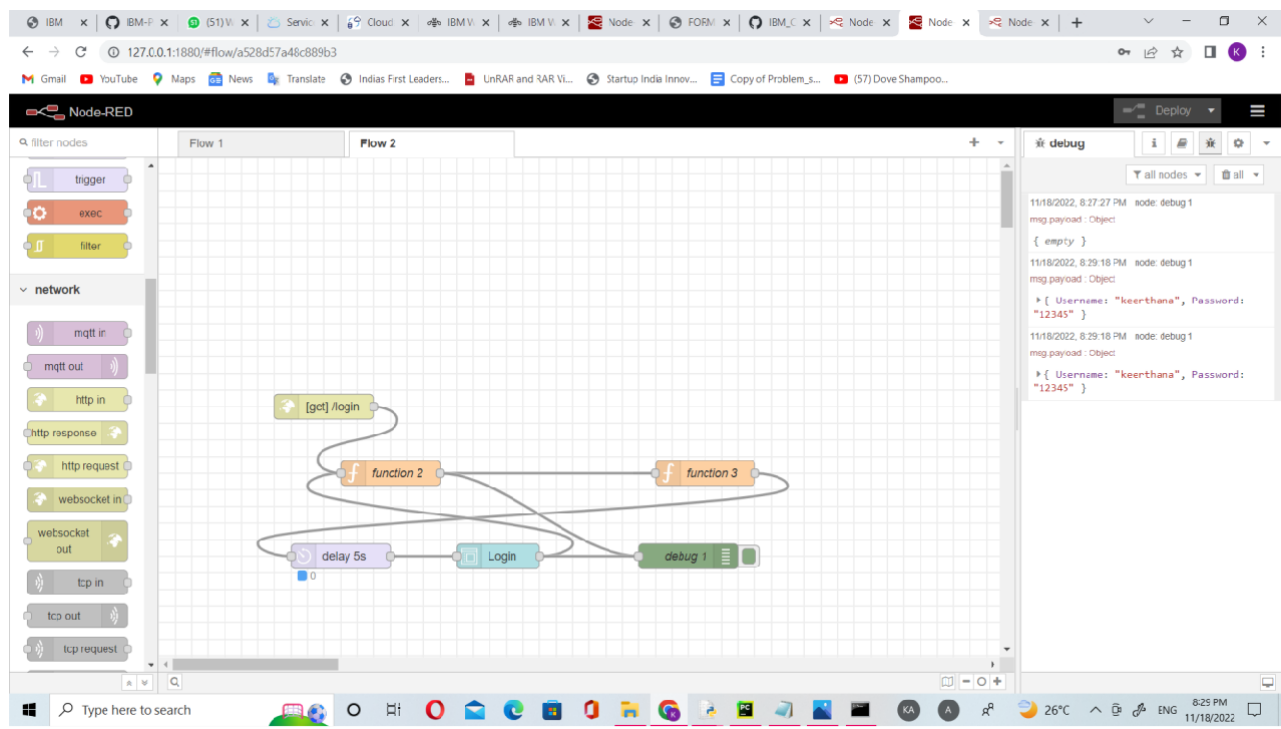 IBM
IBM-P
(51) W
Servic
Cloud
IBM W
IBM W
Node
FORM
IBM_C
Node
Node
Node
127.0.0.1:1880/#flow/a528d57a48c889b3
K
Gmail
YouTube
Maps
News
Translate
Indias First Leaders...
UnRAR and RAR Vi...
Startup India Innov...
Copy of Problem_s...
(57) Dove Shampoo...
Node-RED
Deploy
filter nodes
Flow 1
Flow 2
debug
i
all nodes
all
trigger
exec
filter
network
mqtt in
mqtt out
http in
http response
http request
websocket in
websocket
out
tcp in
tcp out
tcp request
[get] /login
function 2
function 3
delay 5s
0
Login
debug 1
11/18/2022, 8:27:27 PM node: debug 1
msg.payload : Object
{ empty }
11/18/2022, 8:29:18 PM node: debug 1
msg.payload : Object
{ Username: "keerthana", Password:
"12345" }
11/18/2022, 8:29:18 PM node: debug 1
msg.payload : Object
{ Username: "keerthana", Password:
"12345" }
Type here to search
KA
A
26°C
ENG
8:25 PM
11/18/2022